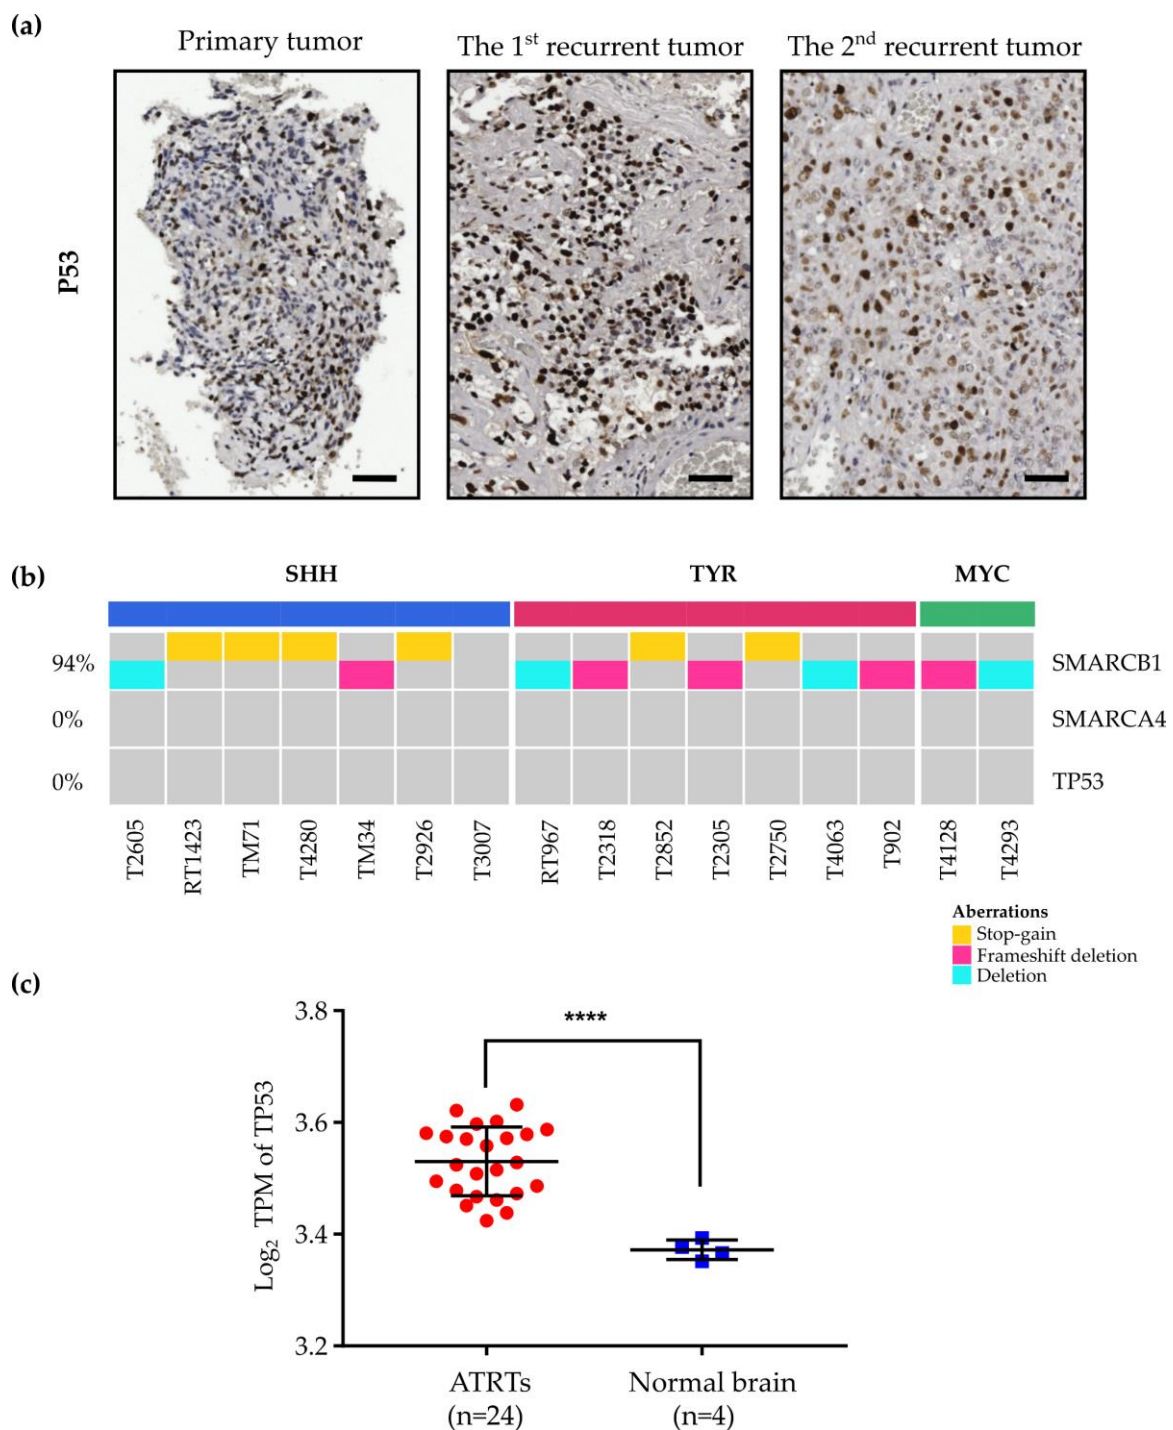 (a)
Primary tumor
The 1st recurrent tumor
The 2nd recurrent tumor
P53
(b)
SHH
TYR
MYC
94%
SMARCB1
0%
SMARCA4
0%
TP53
T2605
RT1423
TM71
T4280
TM34
T2926
T3007
RT967
T2318
T2852
T2305
T2750
T4063
T902
T4128
T4293
Aberrations
Stop-gain
Frameshift deletion
Deletion
(c)
3.8
3.6
3.4
3.2
Log₂ TPM of TP53
****
ATRTs
(n=24)
Normal brain
(n=4)